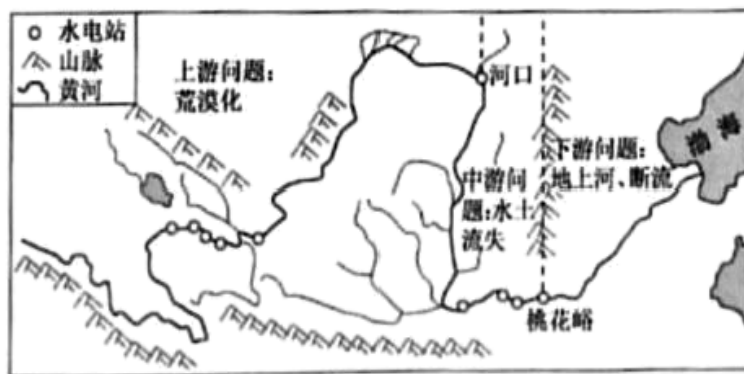 水电站
山脉
黄河
上游问题：
荒漠化
河口
中游问
题：水土
流失
下游问题：
地上河、断流
渤海
桃花峪